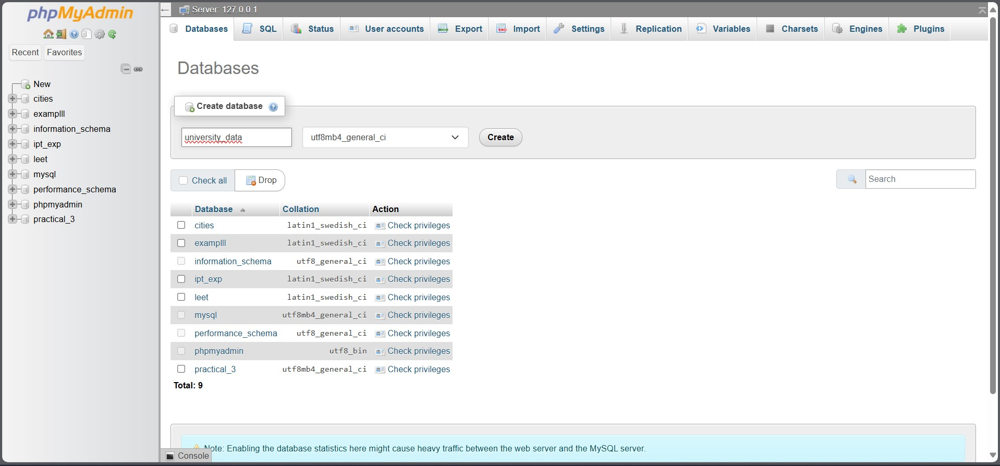 phpMyAdmin
Recent Favorites
New
cities
examplll
information_schema
ipt_exp
leet
mysql
performance_schema
phpmyadmin
practical_3
Server: 127.0.0.1
Databases SQL Status User accounts Export Import Settings Replication Variables Charsets Engines Plugins
Databases
Create database
university_data utf8mb4_general_ci Create
Check all Drop Search
Database Collation Action
cities latin1_swedish_ci Check privileges
examplll latin1_swedish_ci Check privileges
information_schema utf8_general_ci Check privileges
ipt_exp latin1_swedish_ci Check privileges
leet latin1_swedish_ci Check privileges
mysql utf8mb4_general_ci Check privileges
performance_schema utf8_general_ci Check privileges
phpmyadmin utf8_bin Check privileges
practical_3 utf8mb4_general_ci Check privileges
Total: 9
Note: Enabling the database statistics here might cause heavy traffic between the web server and the MySQL server.
Console